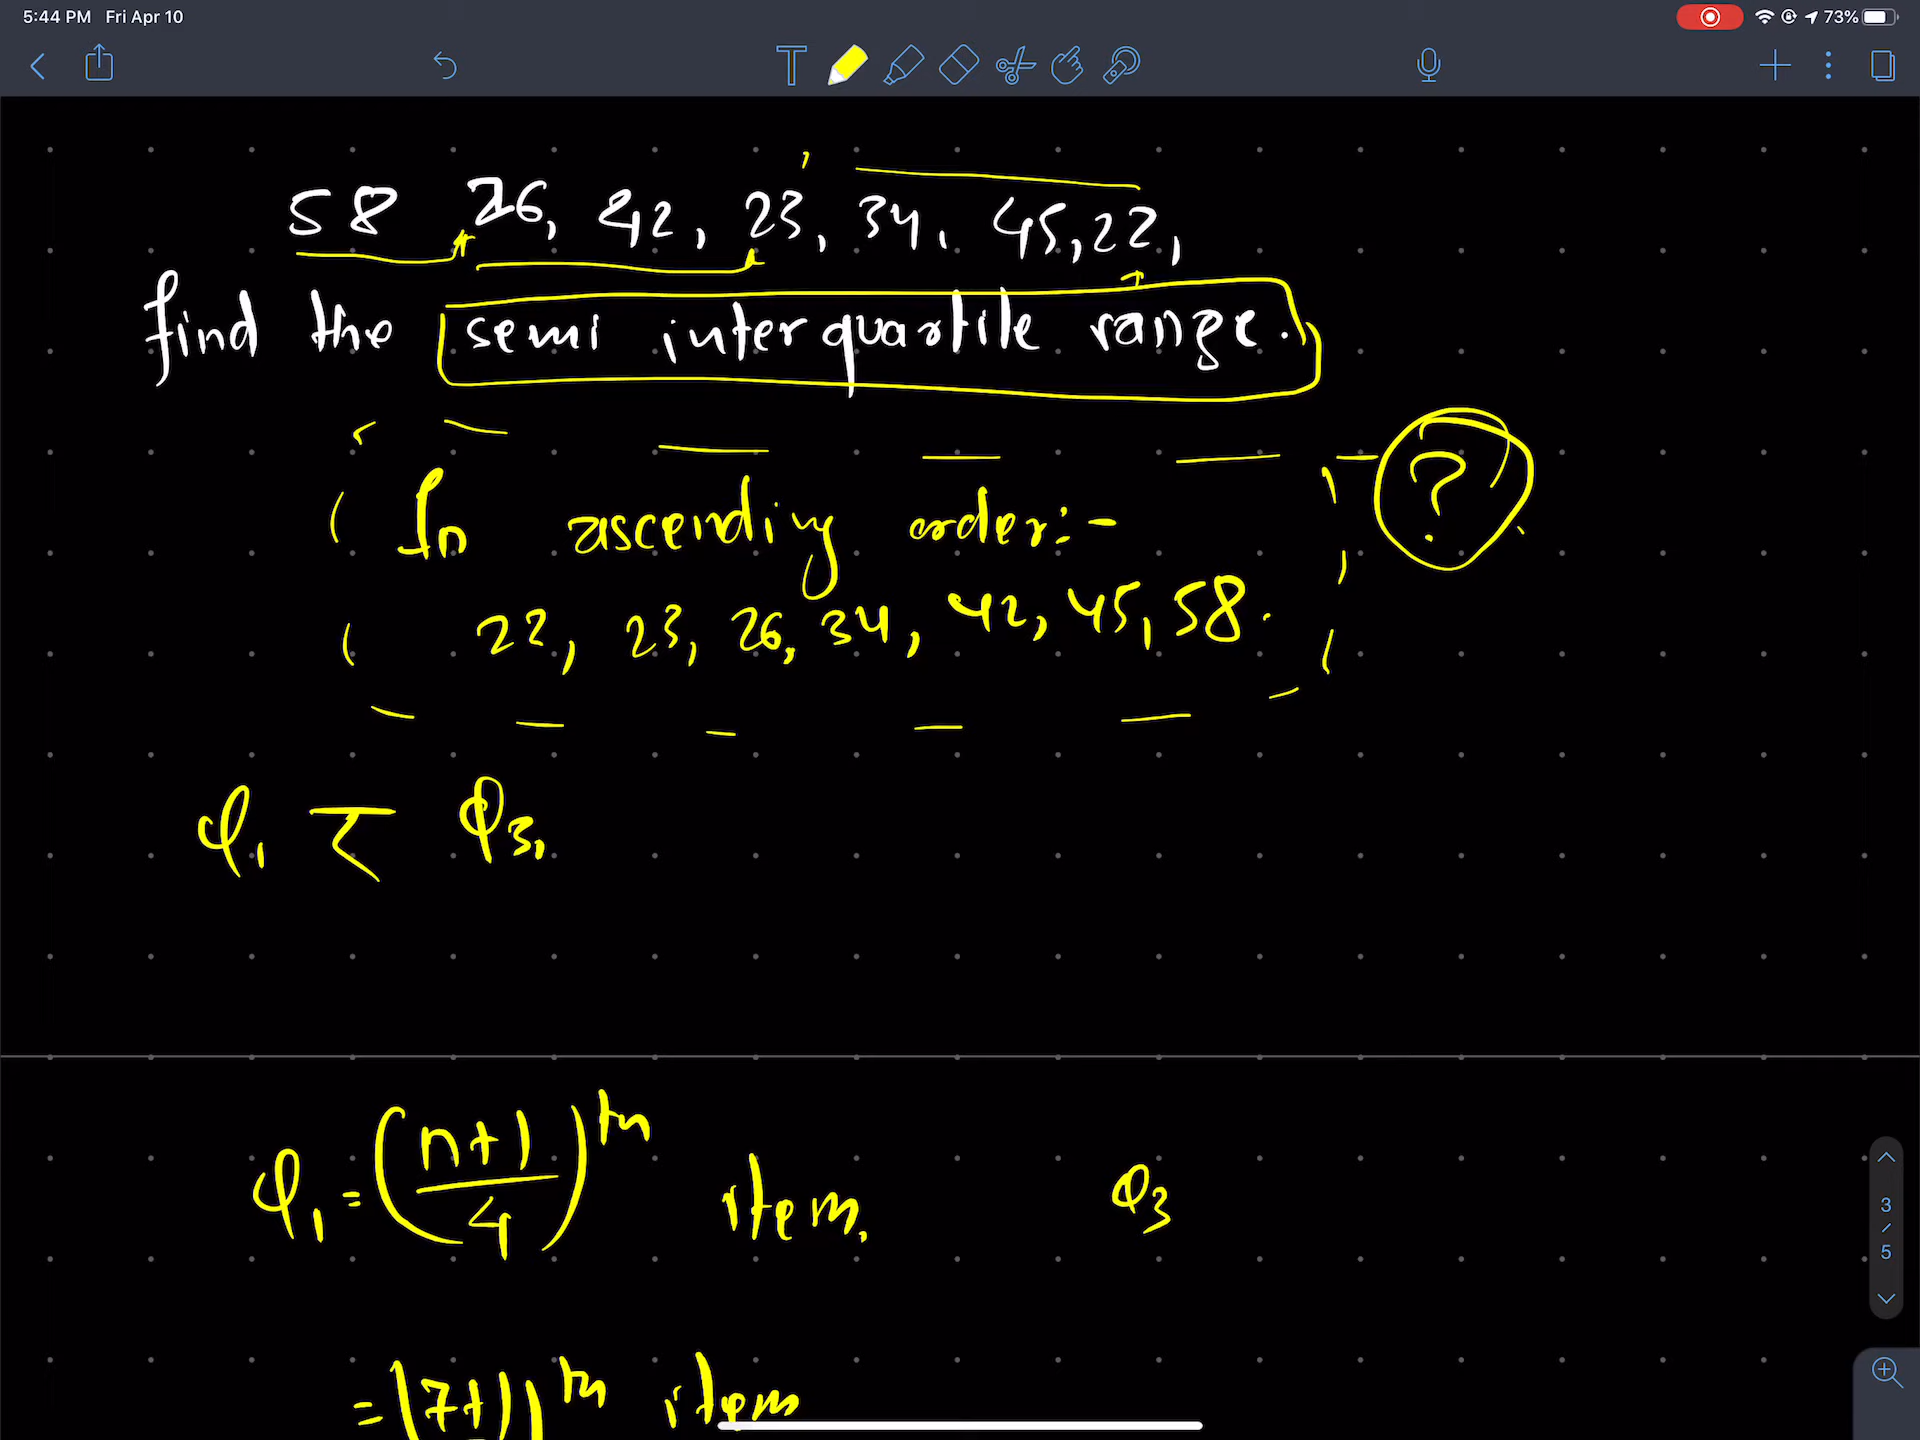 5:44 PM Fri Apr 10
73%
58 26, 42, 23, 34, 45, 22,
find the semi interquartile range.
?
In ascending order:-
22, 23, 26, 34, 42, 45, 58.
Q₁ र Q₃,
Q₁ = (n+1/4)th item. Q₃
3
/
5
= (7+1)th item